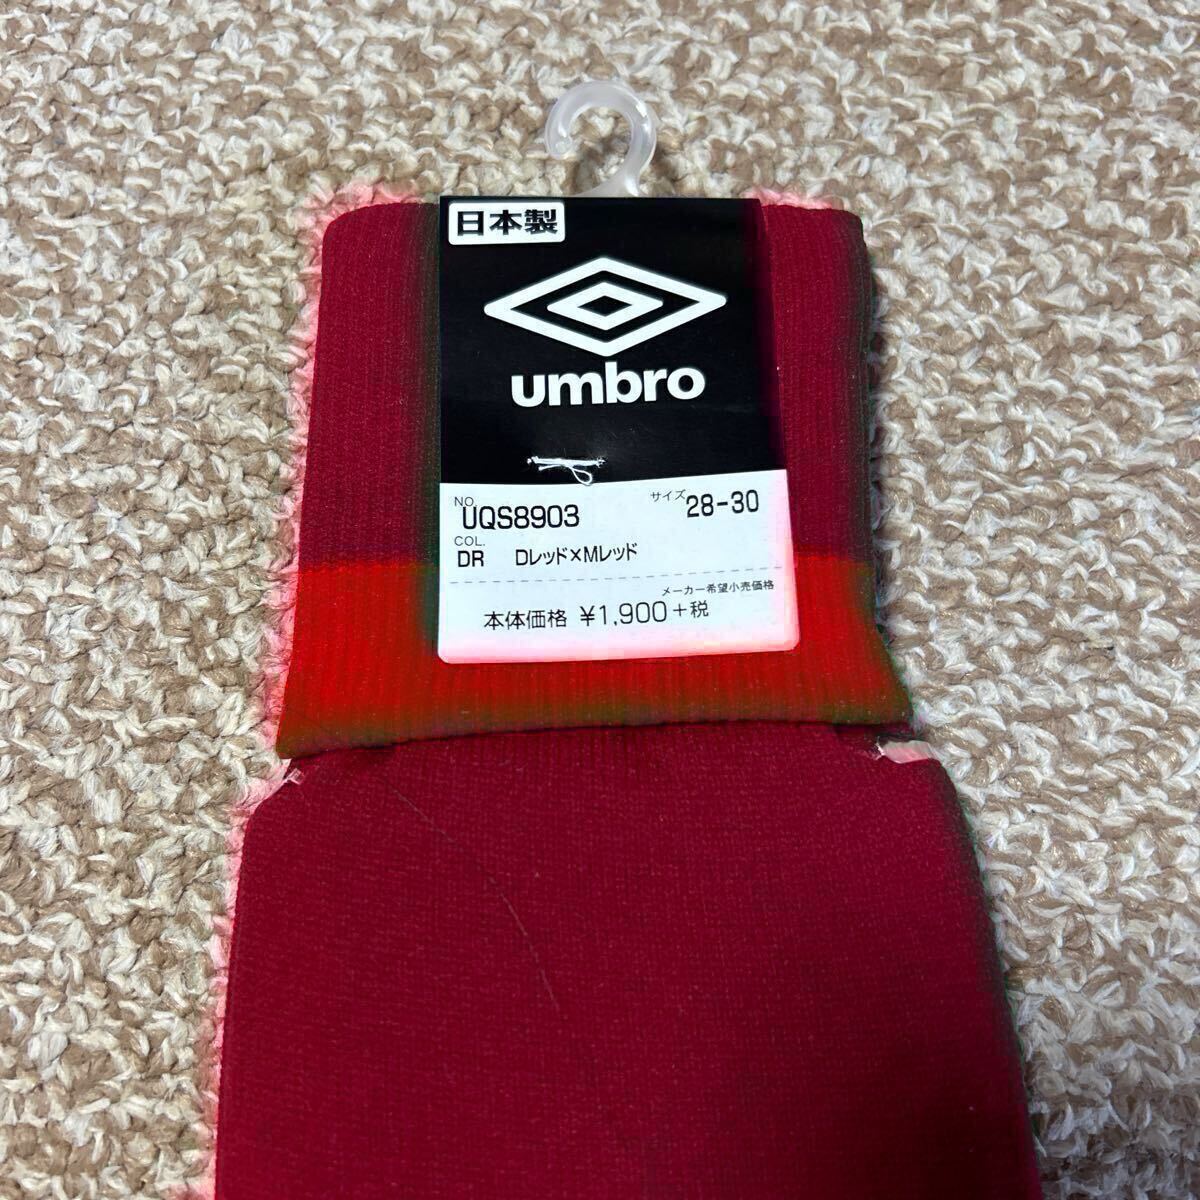 日本製
umbro
NO. UQS8903 サイズ 28-30
COL. DR Dレッド×Mレッド
メーカー希望小売価格
本体価格 ¥1,900+税